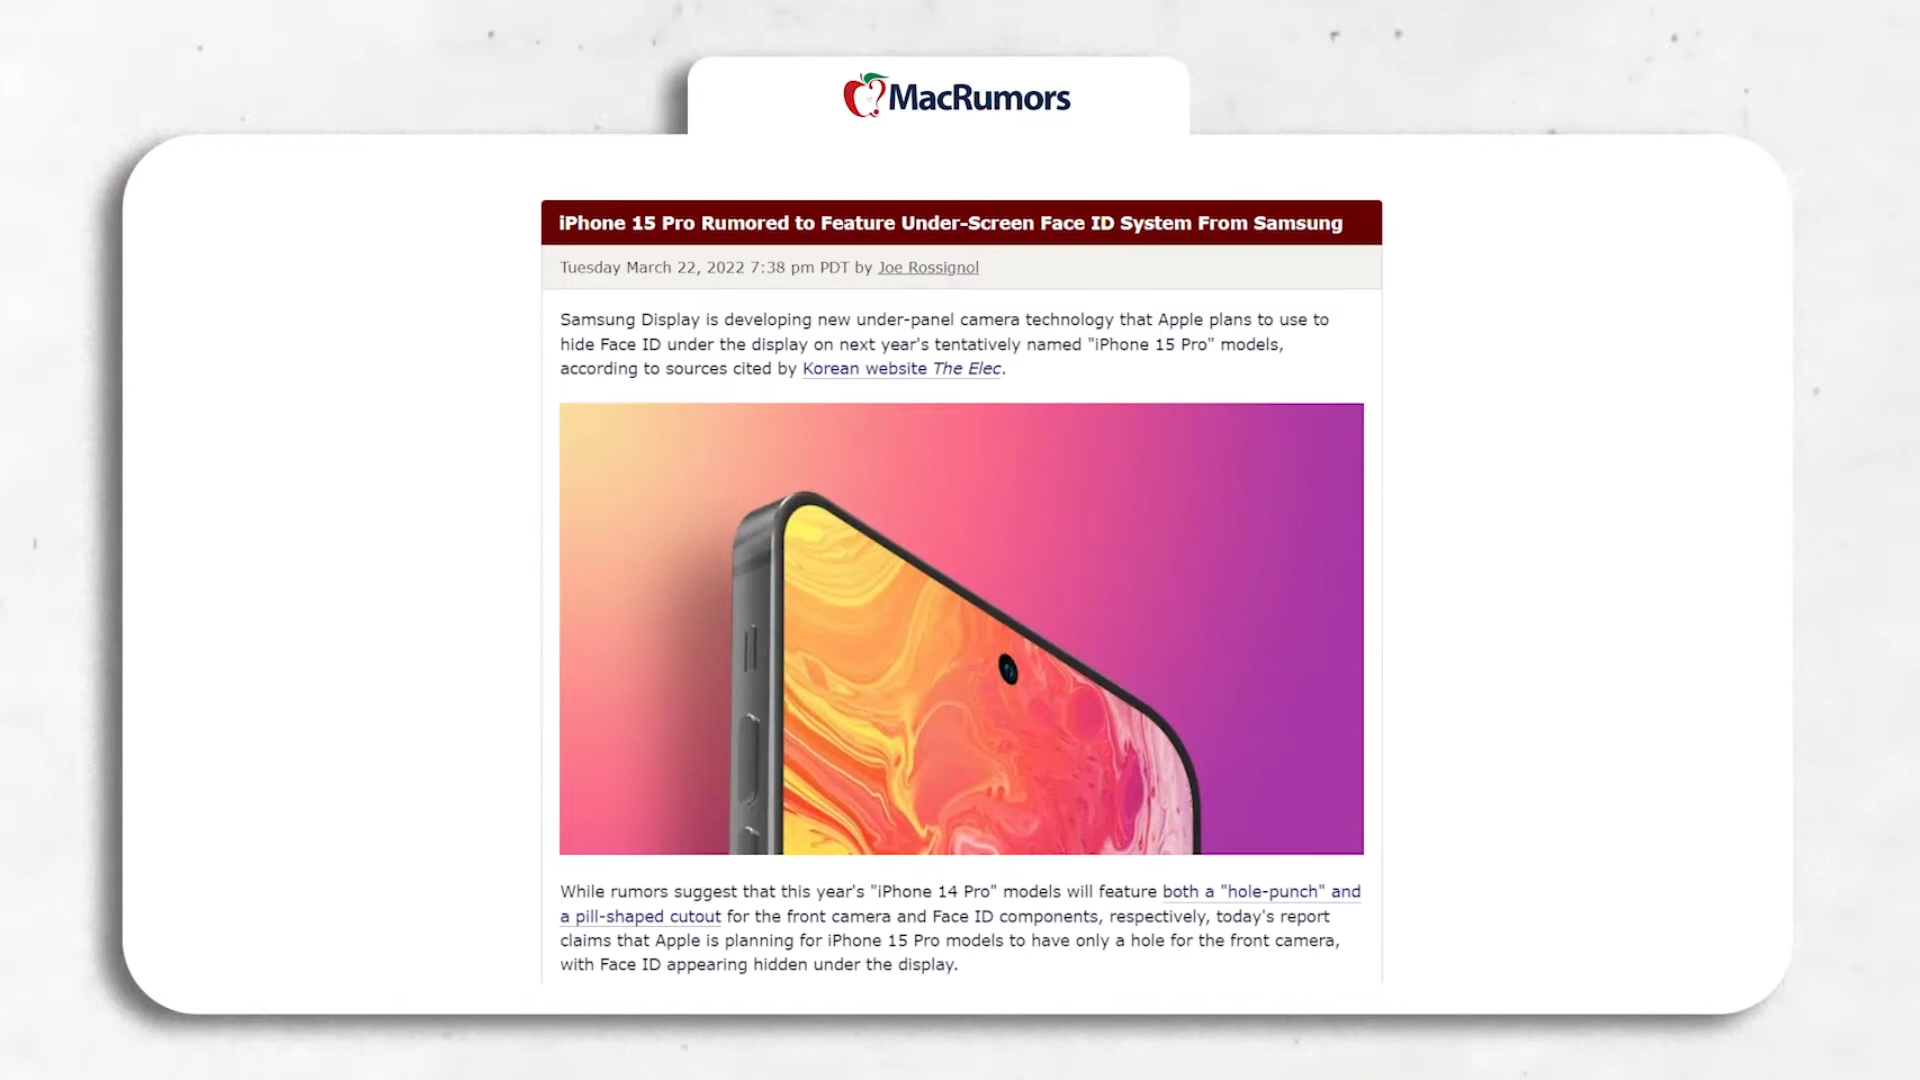 MacRumors
iPhone 15 Pro Rumored to Feature Under-Screen Face ID System From Samsung
Tuesday March 22, 2022 7:38 pm PDT by Joe Rossignol
Samsung Display is developing new under-panel camera technology that Apple plans to use to
hide Face ID under the display on next year's tentatively named "iPhone 15 Pro" models,
according to sources cited by Korean website The Elec.
While rumors suggest that this year's "iPhone 14 Pro" models will feature both a "hole-punch" and
a pill-shaped cutout for the front camera and Face ID components, respectively, today's report
claims that Apple is planning for iPhone 15 Pro models to have only a hole for the front camera,
with Face ID appearing hidden under the display.